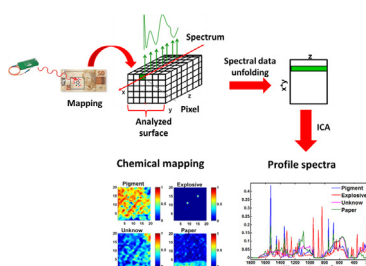 Spectrum
Spectral data
unfolding
z
x*y
Mapping
x
y
z
Pixel
Analyzed
surface
ICA
Chemical mapping
Profile spectra
Pigment
Explosive
Unknow
Paper
Pigment
Explosive
Unknow
Paper